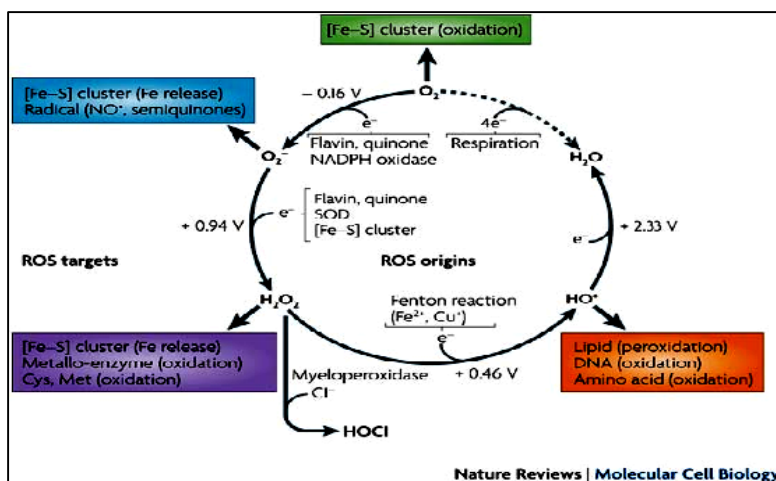 [Fe–S] cluster (oxidation)
[Fe–S] cluster (Fe release)
Radical (NO•, semiquinones)
– 0.16 V
O₂
e⁻
4e⁻
Flavin, quinone
NADPH oxidase
Respiration
O₂⁻
H₂O
+ 0.94 V
e⁻
Flavin, quinone
SOD
[Fe–S] cluster
e⁻
+ 2.33 V
ROS targets
ROS origins
H₂O₂
Fenton reaction
(Fe²⁺, Cu⁺)
e⁻
HO•
+ 0.46 V
[Fe–S] cluster (Fe release)
Metallo-enzyme (oxidation)
Cys, Met (oxidation)
Lipid (peroxidation)
DNA (oxidation)
Amino acid (oxidation)
Myeloperoxidase
Cl⁻
HOCl
Nature Reviews | Molecular Cell Biology